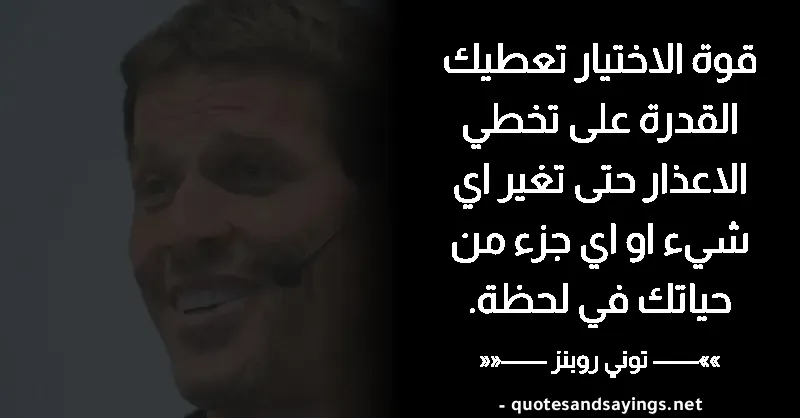 قوة الاختيار تعطيك
القدرة على تخطي
الاعذار حتى تغير اي
شيء او اي جزء من
حياتك في لحظة.
»»—— توني روبنز ——««
- quotesandsayings.net